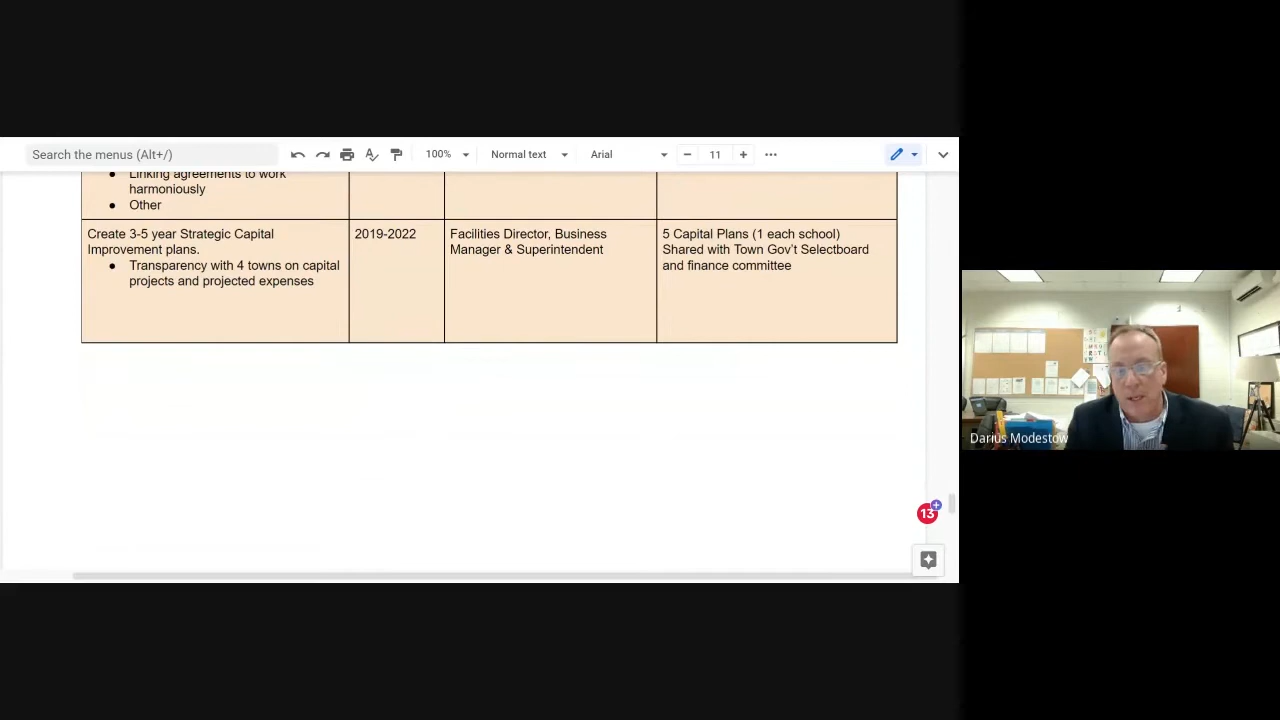 Search the menus (Alt+/)
100%
Normal text
Arial
11
Linking agreements to work
harmoniously
Other
Create 3-5 year Strategic Capital
Improvement plans.
Transparency with 4 towns on capital
projects and projected expenses
2019-2022
Facilities Director, Business
Manager & Superintendent
5 Capital Plans (1 each school)
Shared with Town Gov't Selectboard
and finance committee
13
Darius Modestow